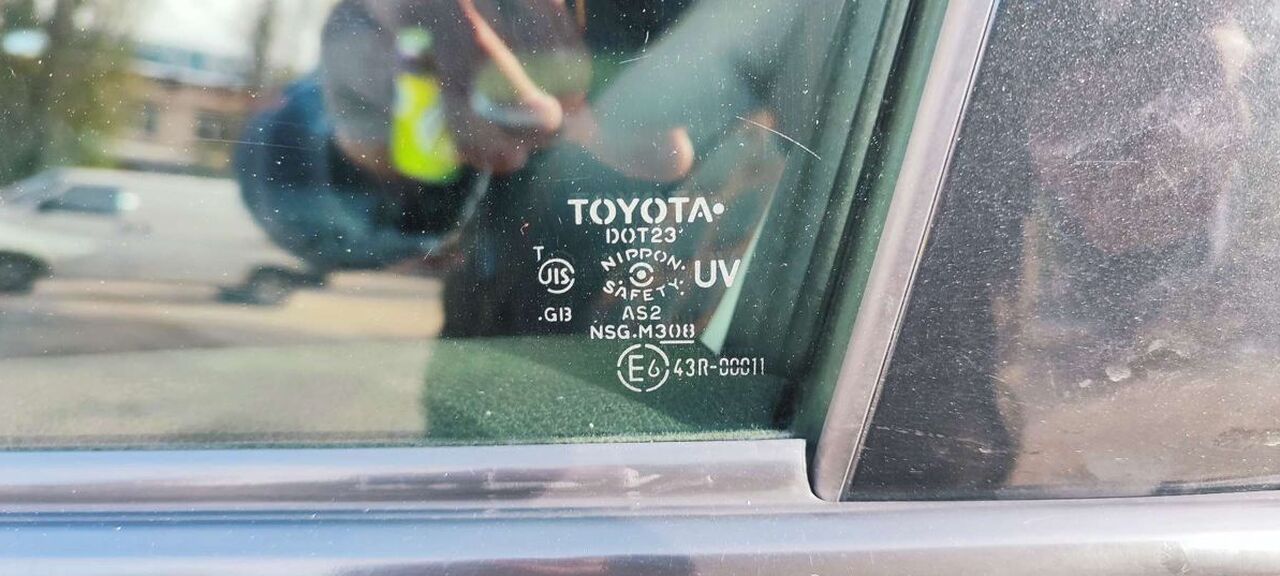 TOYOTA
DOT23
T
JIS
NIPPON
SAFETY
UV
.GB
AS2
NSG.M308
E6 43R-00011